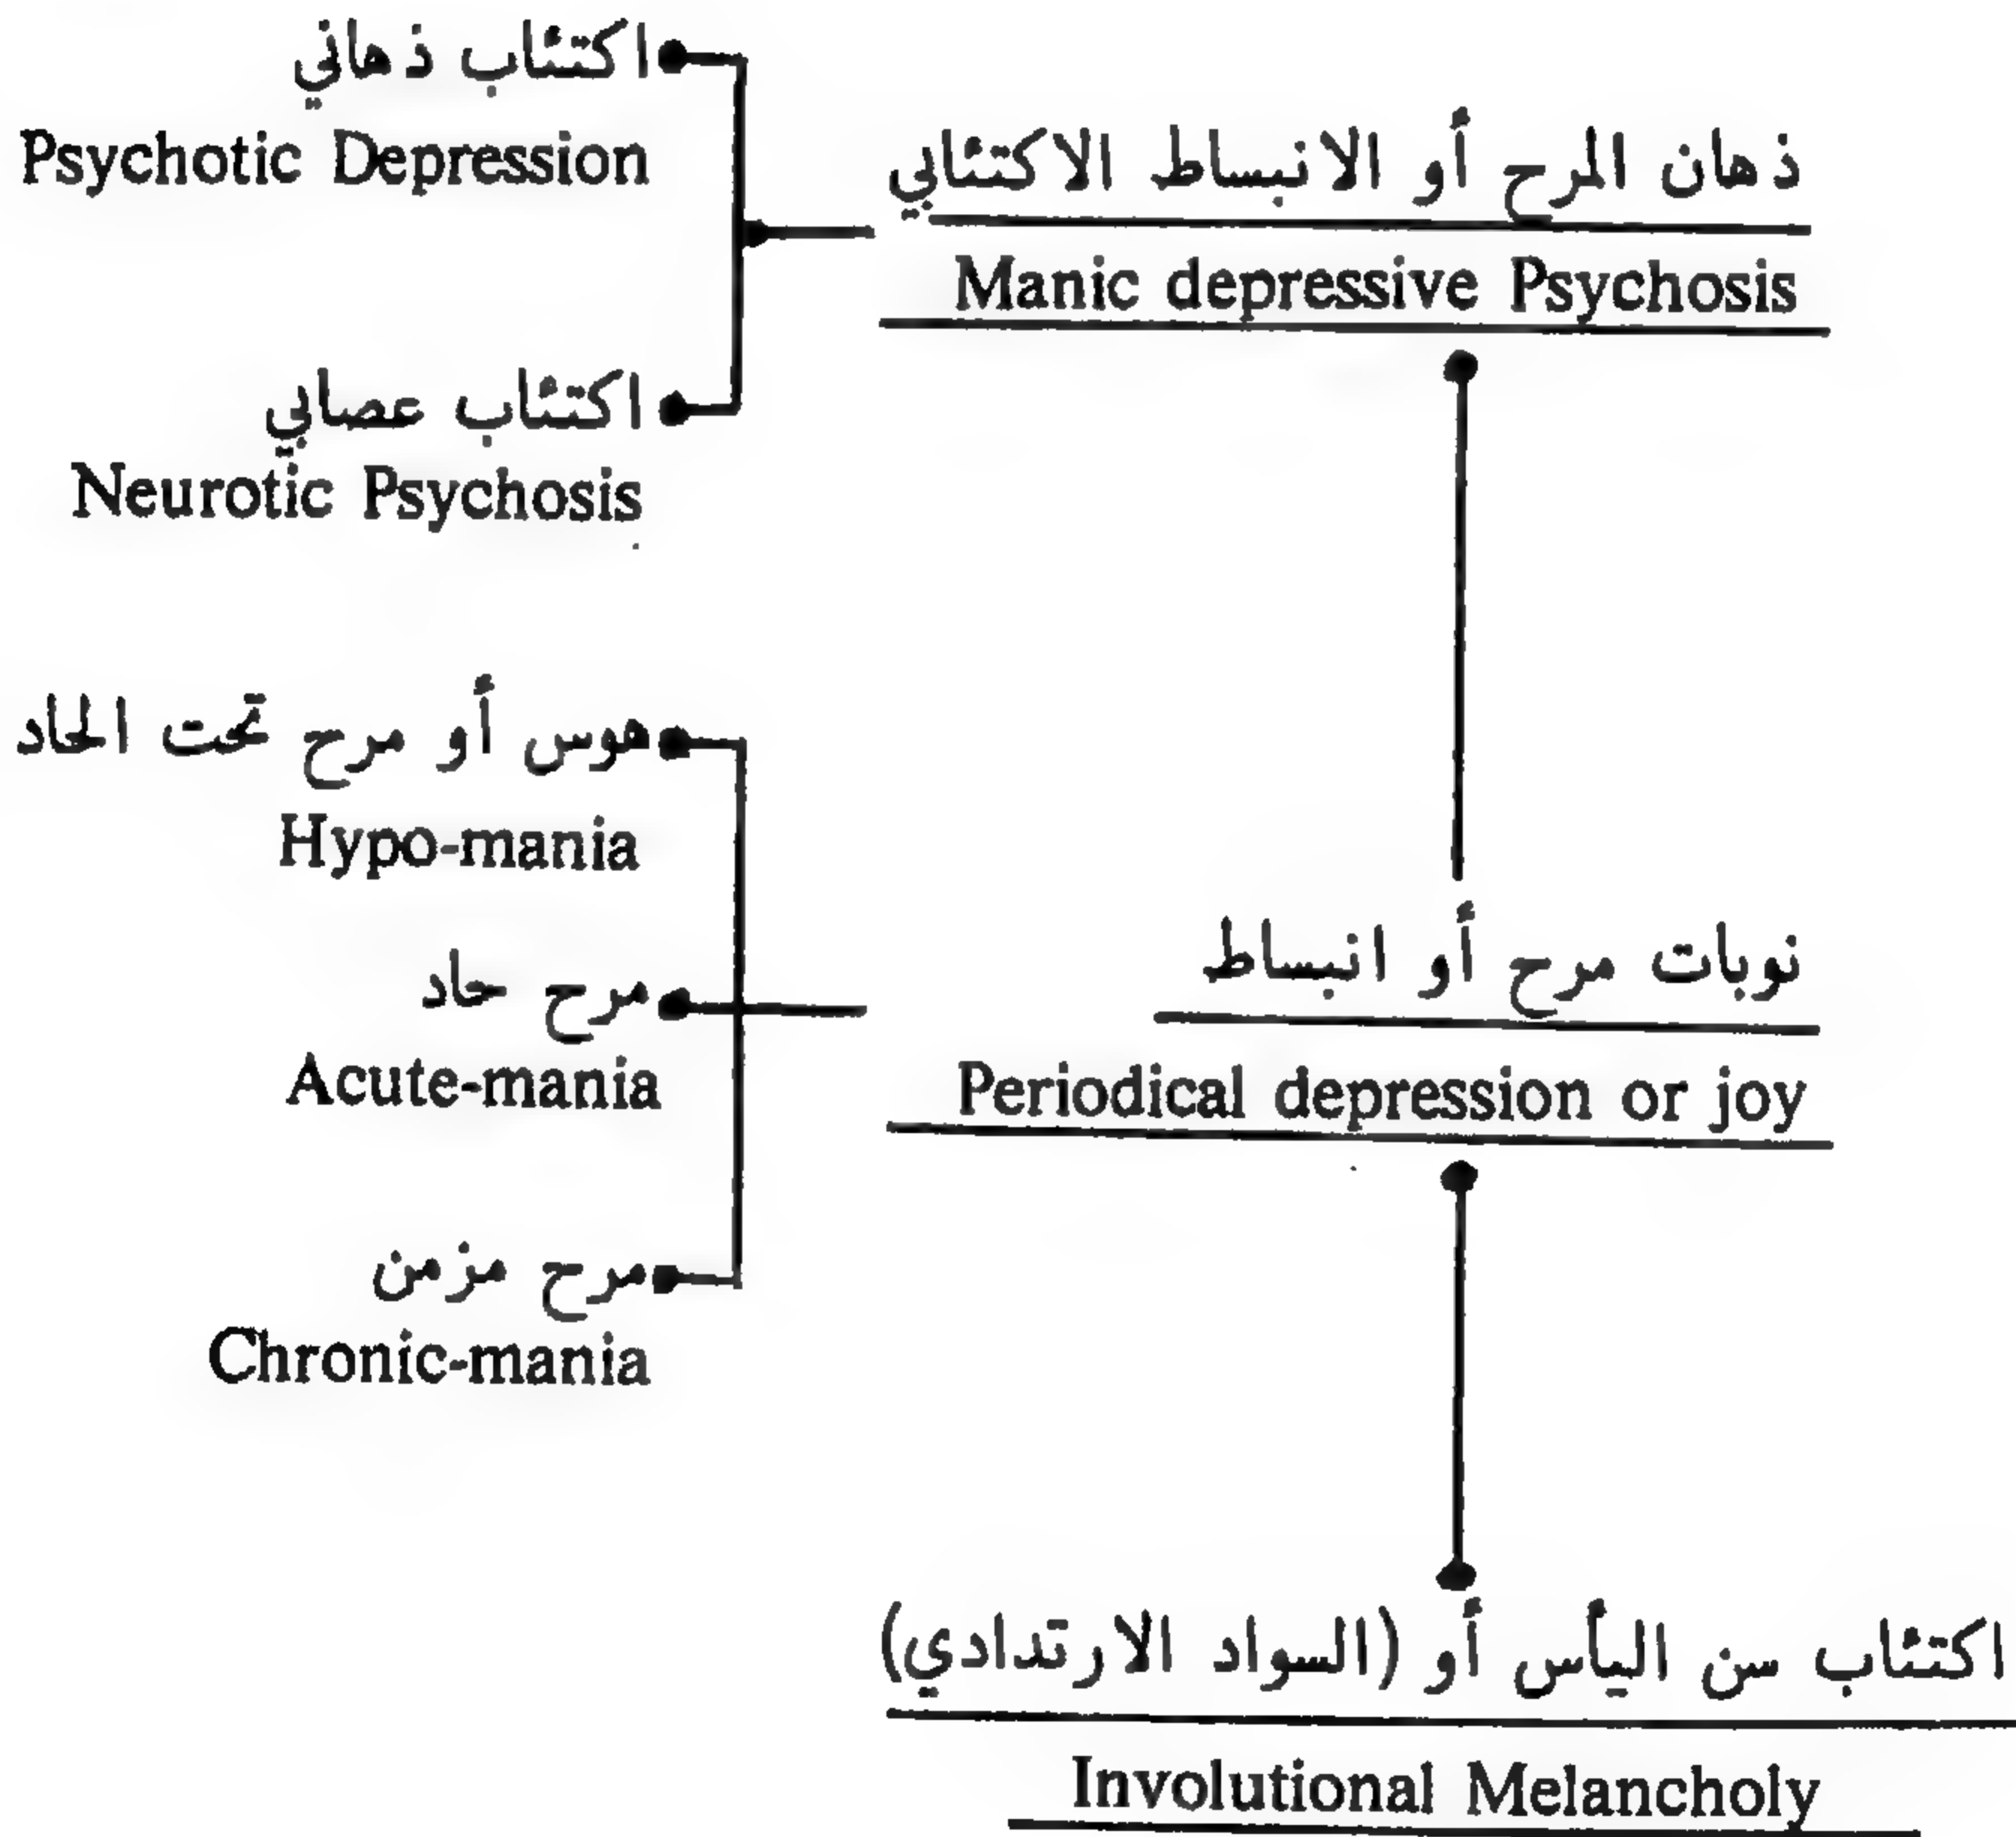 ذهان المرح أو الانبساط الاكتئابي
Manic depressive Psychosis
اكتئاب ذهاني
Psychotic Depression
اكتئاب عصابي
Neurotic Psychosis
نوبات مرح أو انبساط
Periodical depression or joy
هوس أو مرح تحت الحاد
Hypo-mania
مرح حاد
Acute-mania
مرح مزمن
Chronic-mania
اكتئاب سن اليأس أو (السواد الارتدادي)
Involutional Melancholy